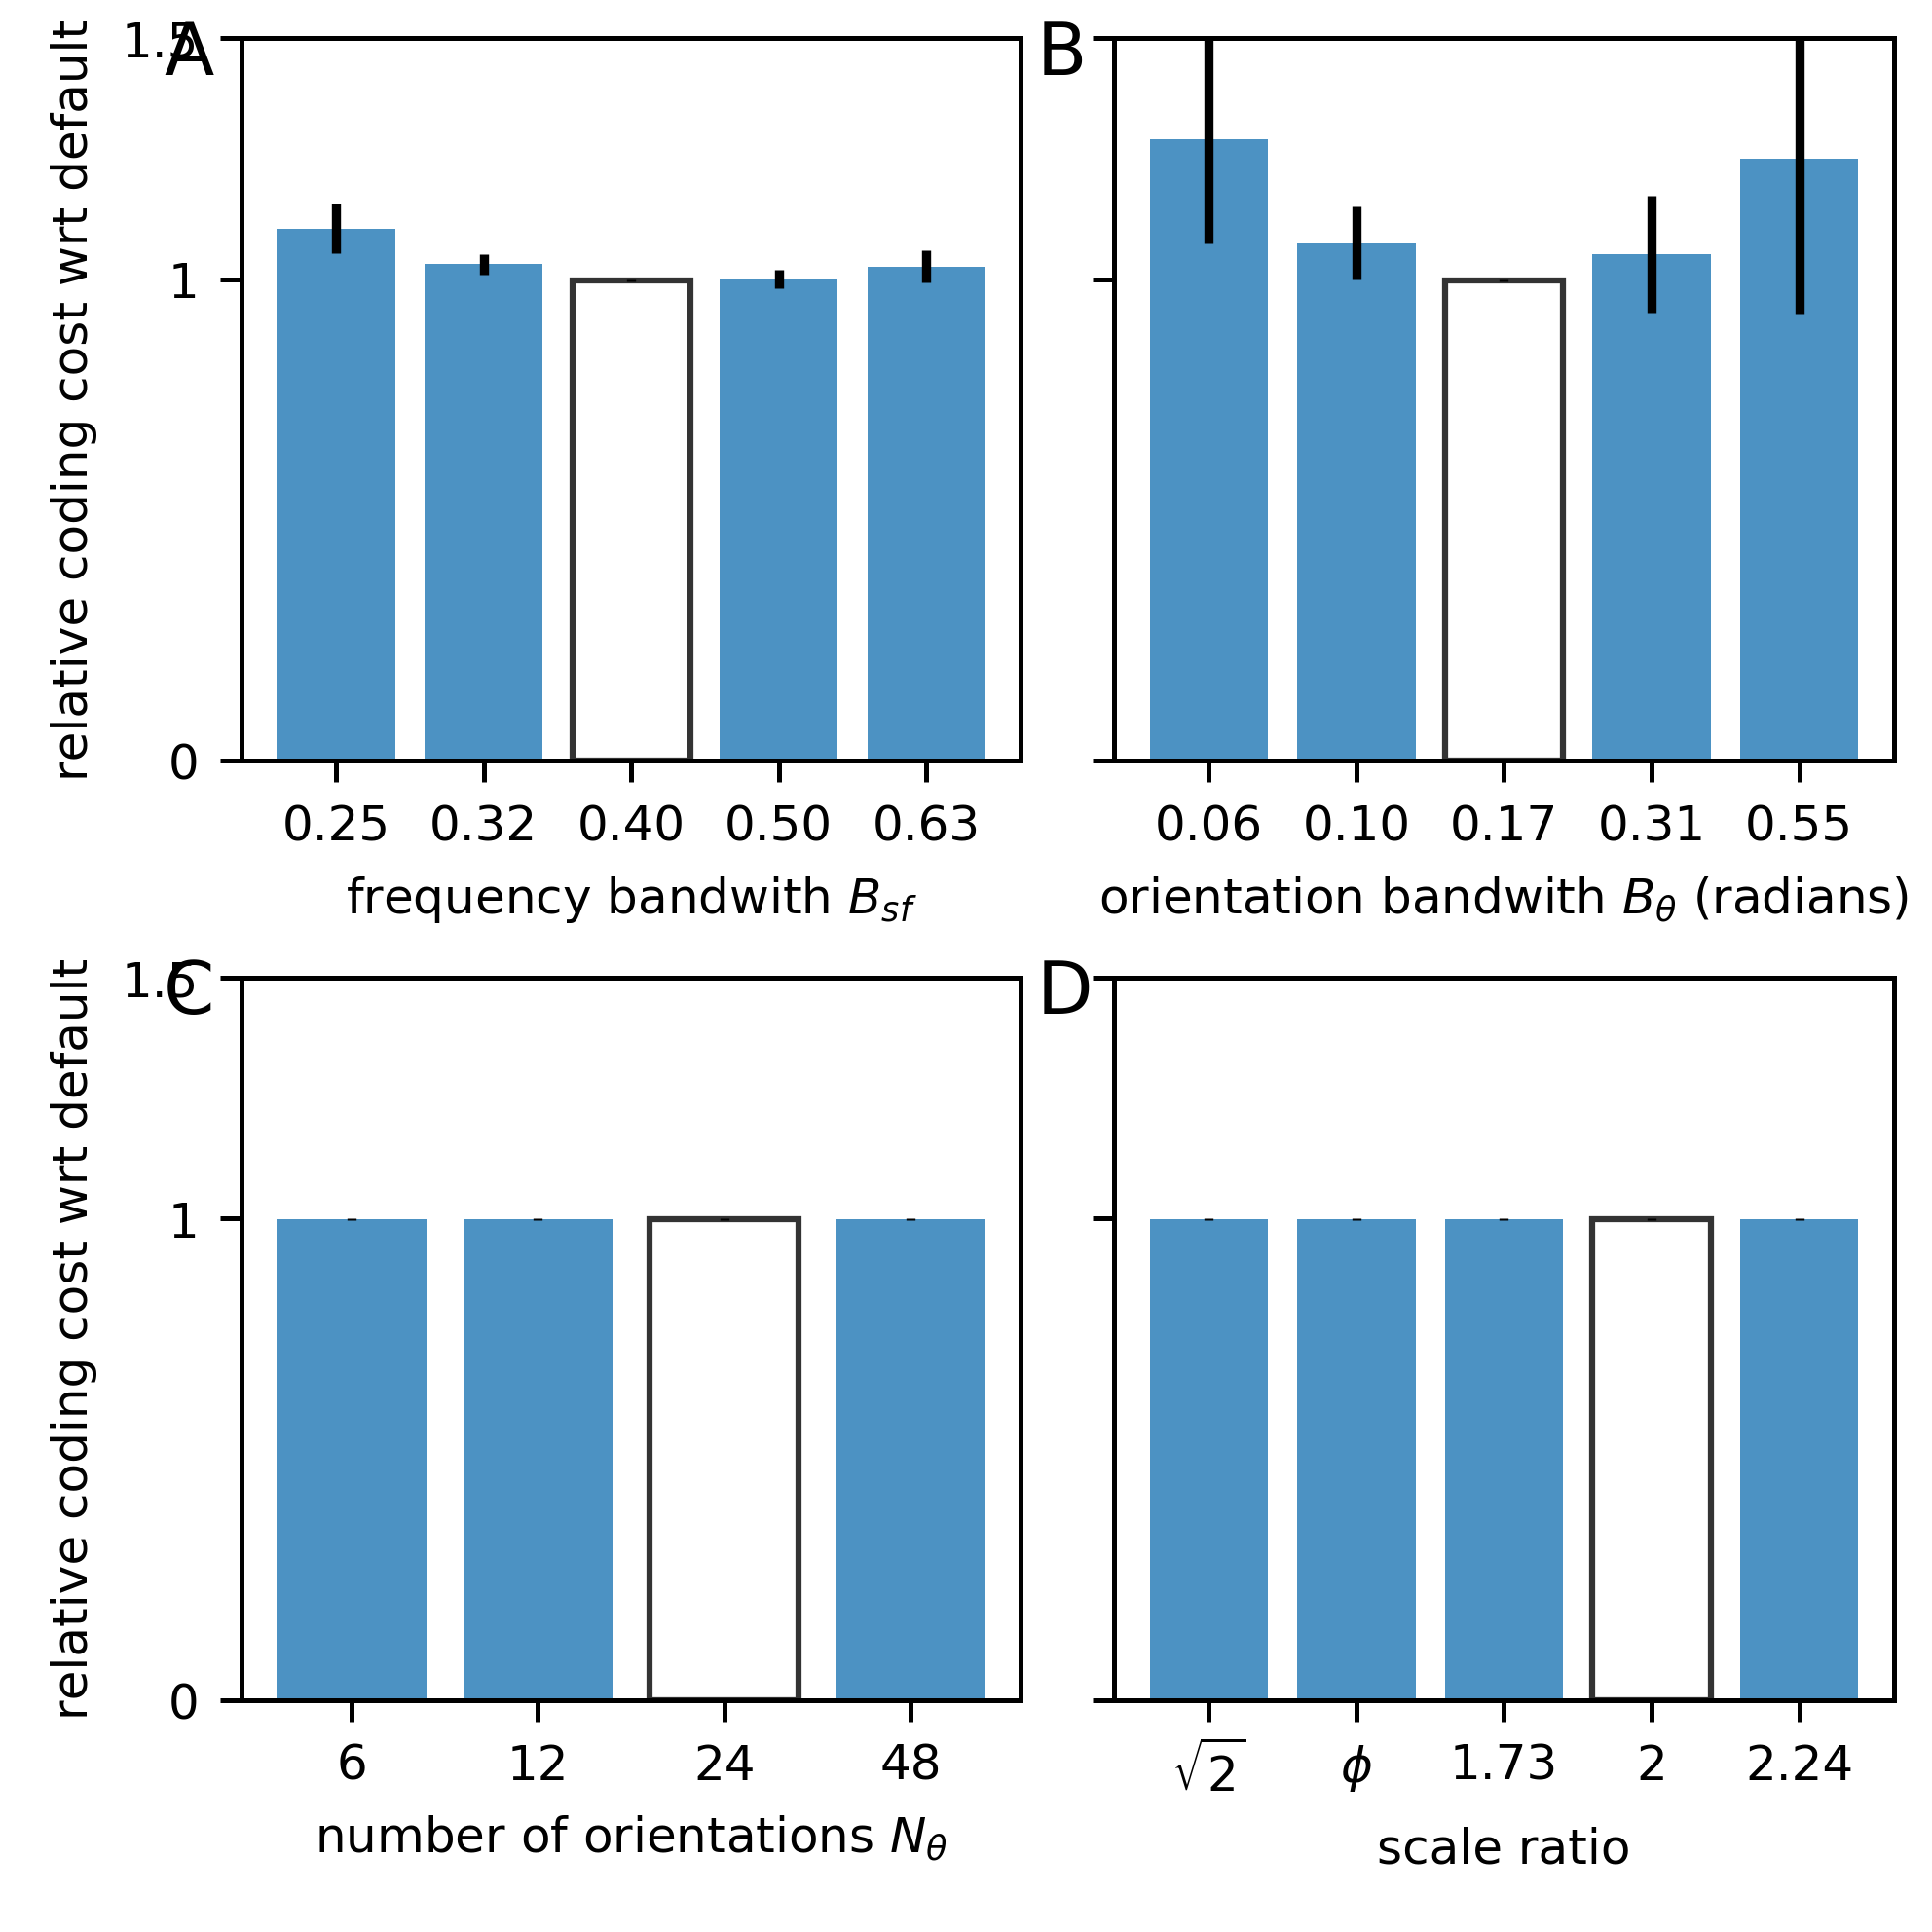 A
B
relative coding cost wrt default
1.5
1
0
0.25 0.32 0.40 0.50 0.63
0.06 0.10 0.17 0.31 0.55
frequency bandwith B_sf
orientation bandwith B_θ (radians)
C
D
relative coding cost wrt default
1.5
1
0
6 12 24 48
√2 ϕ 1.73 2 2.24
number of orientations N_θ
scale ratio